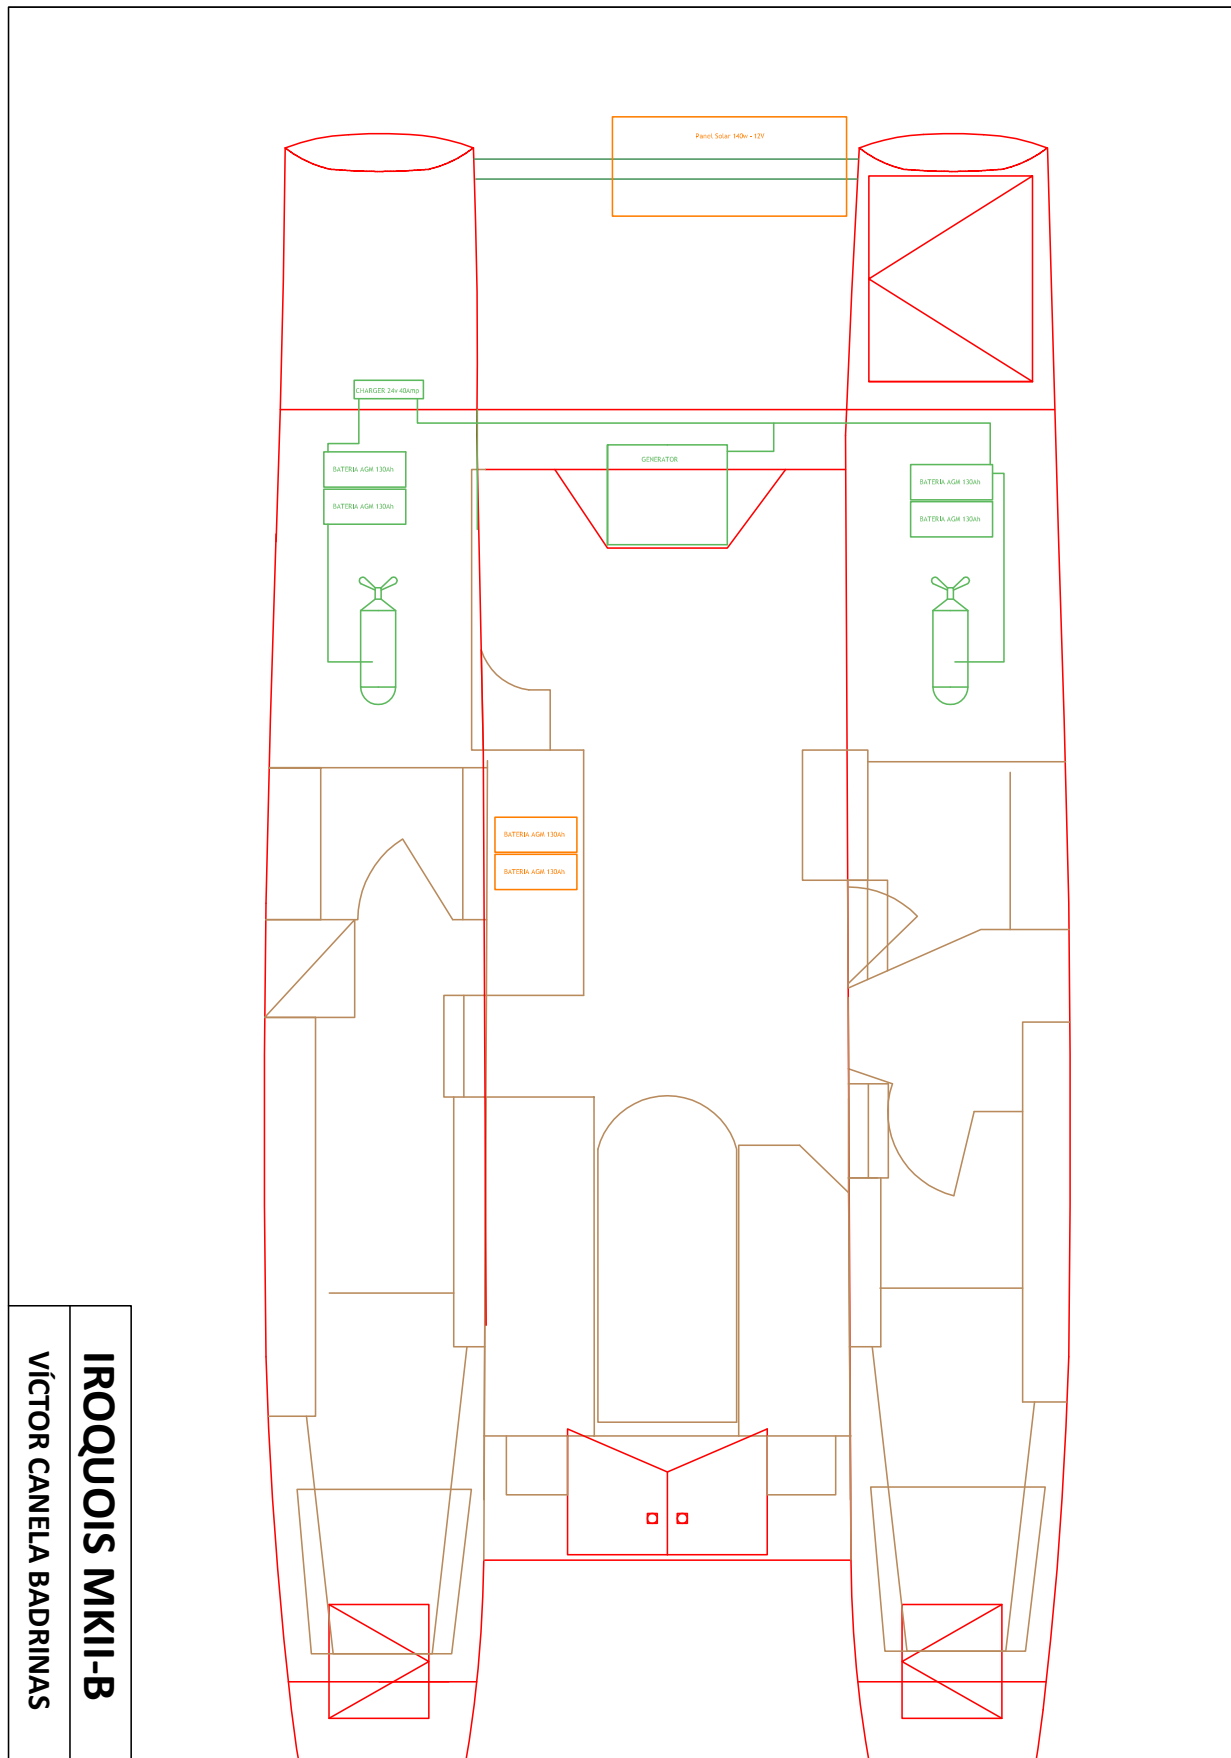 Panel Solar 140w - 12V
CHARGER 24v 40Amp
GENERATOR
BATERIA AGM 130Ah
BATERIA AGM 130Ah
BATERIA AGM 130Ah
BATERIA AGM 130Ah
BATERIA AGM 130Ah
BATERIA AGM 130Ah
IROQUOIS MKII-B
VÍCTOR CANELA BADRINAS